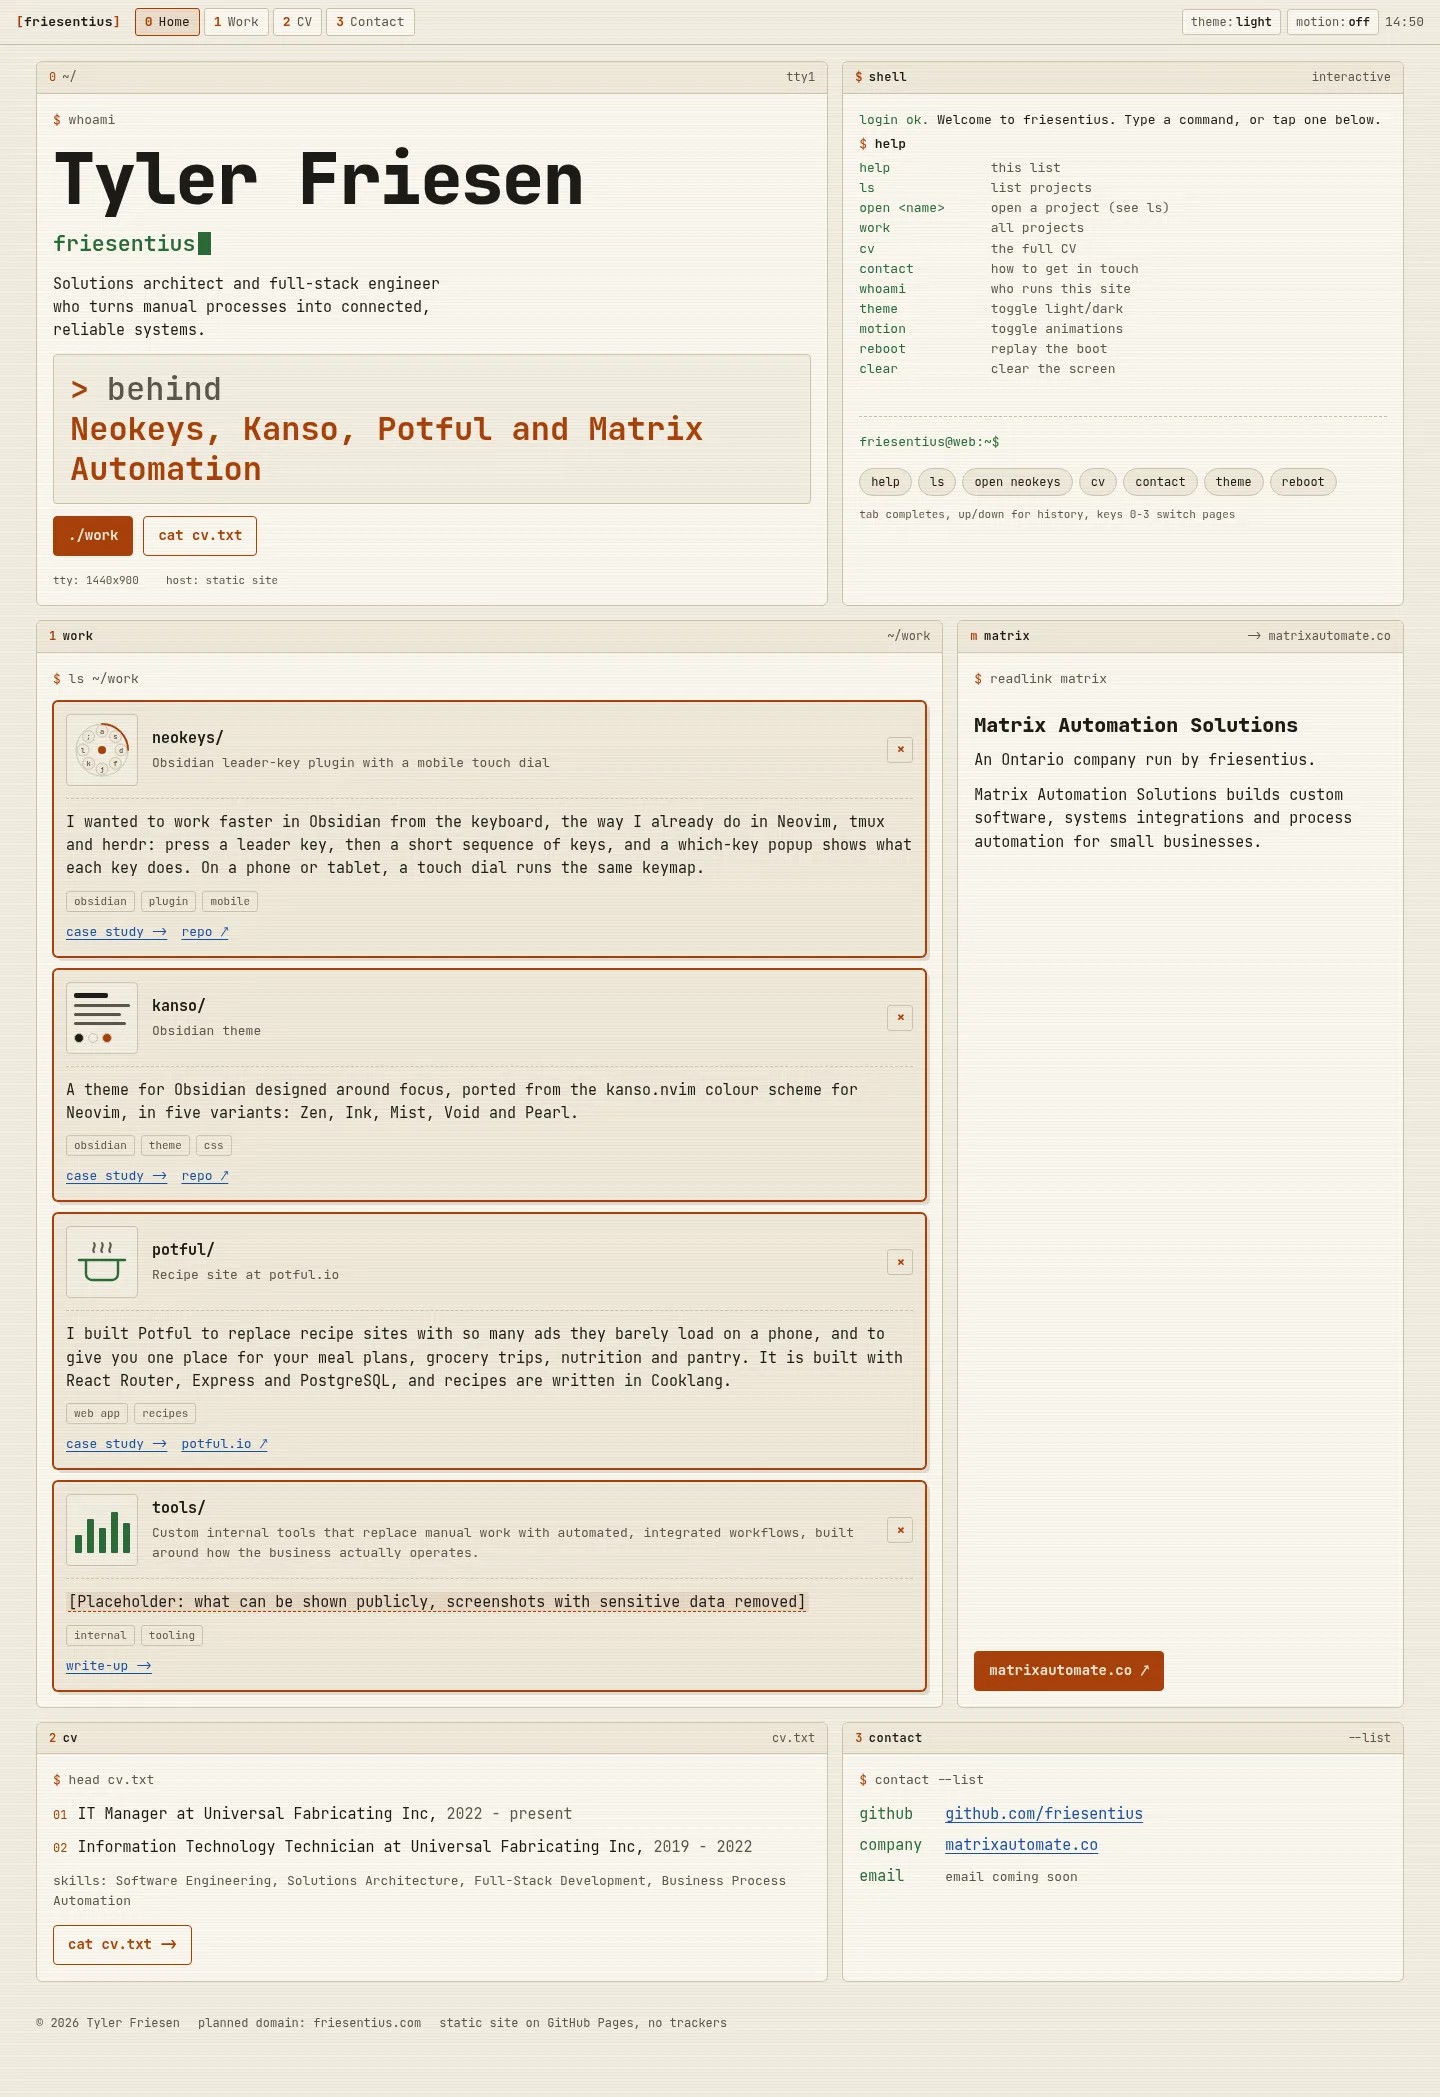 [friesentius] 0 Home 1 Work 2 CV 3 Contact theme:light motion:off 14:50
0 ~/ tty1
$ whoami
Tyler Friesen
friesentius
Solutions architect and full-stack engineer
who turns manual processes into connected,
reliable systems.
> behind
Neokeys, Kanso, Potful and Matrix
Automation
./work cat cv.txt
tty: 1440x900 host: static site
$ shell interactive
login ok. Welcome to friesentius. Type a command, or tap one below.
$ help
help this list
ls list projects
open <name> open a project (see ls)
work all projects
cv the full CV
contact how to get in touch
whoami who runs this site
theme toggle light/dark
motion toggle animations
reboot replay the boot
clear clear the screen
friesentius@web:~$
help ls open neokeys cv contact theme reboot
tab completes, up/down for history, keys 0-3 switch pages
1 work ~/work
$ ls ~/work
; a s d f j k l
neokeys/
Obsidian leader-key plugin with a mobile touch dial
×
I wanted to work faster in Obsidian from the keyboard, the way I already do in Neovim, tmux
and herdr: press a leader key, then a short sequence of keys, and a which-key popup shows what
each key does. On a phone or tablet, a touch dial runs the same keymap.
obsidian plugin mobile
case study → repo ↗
kanso/
Obsidian theme
×
A theme for Obsidian designed around focus, ported from the kanso.nvim colour scheme for
Neovim, in five variants: Zen, Ink, Mist, Void and Pearl.
obsidian theme css
case study → repo ↗
potful/
Recipe site at potful.io
×
I built Potful to replace recipe sites with so many ads they barely load on a phone, and to
give you one place for your meal plans, grocery trips, nutrition and pantry. It is built with
React Router, Express and PostgreSQL, and recipes are written in Cooklang.
web app recipes
case study → potful.io ↗
tools/
Custom internal tools that replace manual work with automated, integrated workflows, built
around how the business actually operates.
×
[Placeholder: what can be shown publicly, screenshots with sensitive data removed]
internal tooling
write-up →
m matrix → matrixautomate.co
$ readlink matrix
Matrix Automation Solutions
An Ontario company run by friesentius.
Matrix Automation Solutions builds custom
software, systems integrations and process
automation for small businesses.
matrixautomate.co ↗
2 cv cv.txt
$ head cv.txt
01 IT Manager at Universal Fabricating Inc, 2022 - present
02 Information Technology Technician at Universal Fabricating Inc, 2019 - 2022
skills: Software Engineering, Solutions Architecture, Full-Stack Development, Business Process
Automation
cat cv.txt →
3 contact --list
$ contact --list
github github.com/friesentius
company matrixautomate.co
email email coming soon
© 2026 Tyler Friesen planned domain: friesentius.com static site on GitHub Pages, no trackers